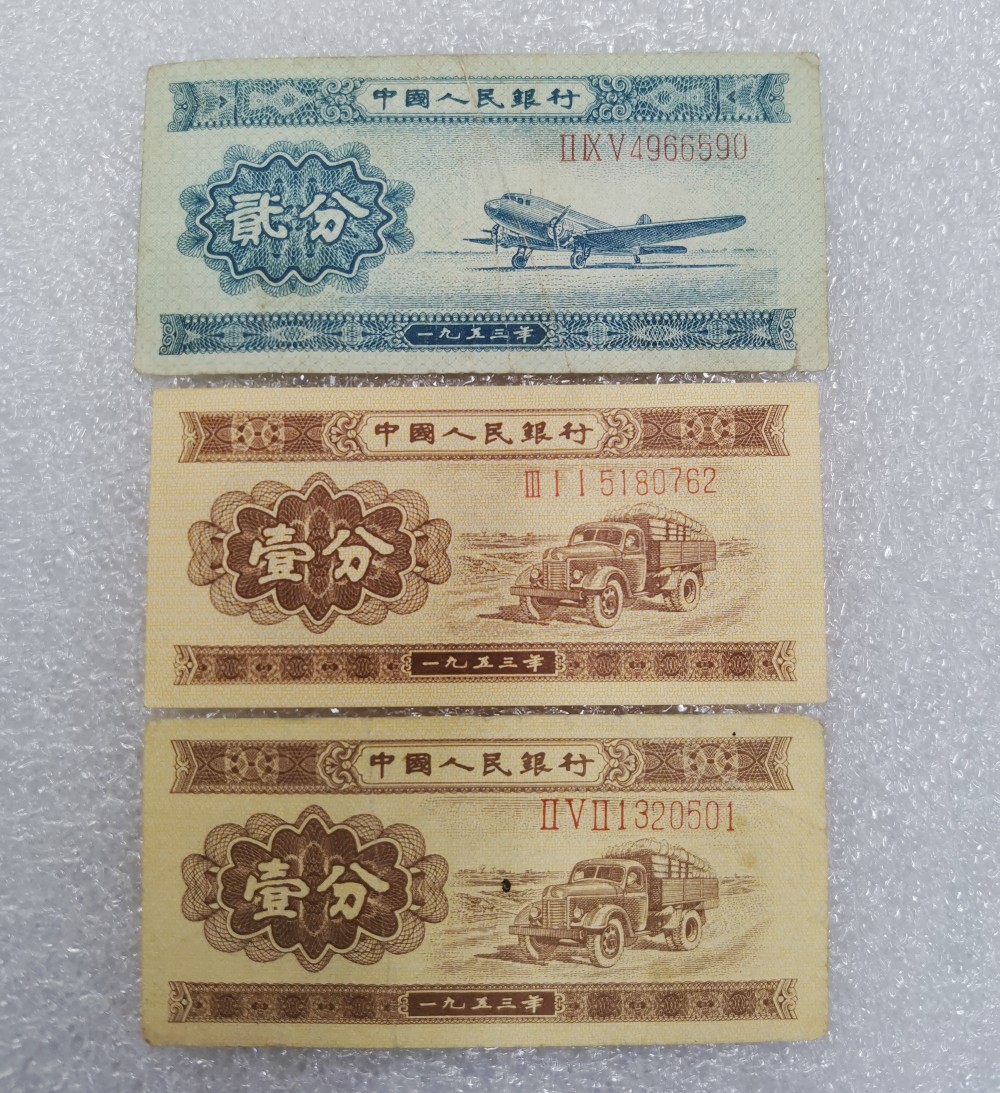 中國人民銀行
ⅡⅨⅤ4966590
貳分
一九五三年
中國人民銀行
ⅢⅠⅠ5180762
壹分
一九五三年
中國人民銀行
ⅡⅤⅡ1320501
壹分
一九五三年